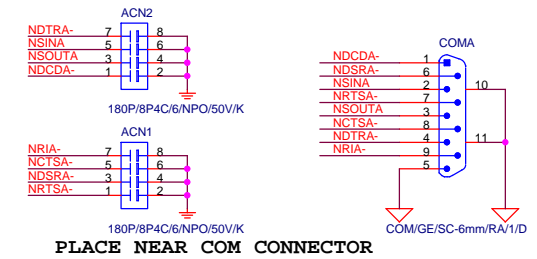 ACN2
NDTRA- 7 8
NSINA 5 6
NSOUTA 3 4
NDCDA- 1 2
180P/8P4C/6/NPO/50V/K
ACN1
NRIA- 7 8
NCTSA- 5 6
NDSRA- 3 4
NRTSA- 1 2
180P/8P4C/6/NPO/50V/K
COMA
NDCDA- 1
NDSRA- 6
NSINA 2 10
NRTSA- 7
NSOUTA 3
NCTSA- 8
NDTRA- 4 11
NRIA- 9
5
COM/GE/SC-6mm/RA/1/D
PLACE NEAR COM CONNECTOR